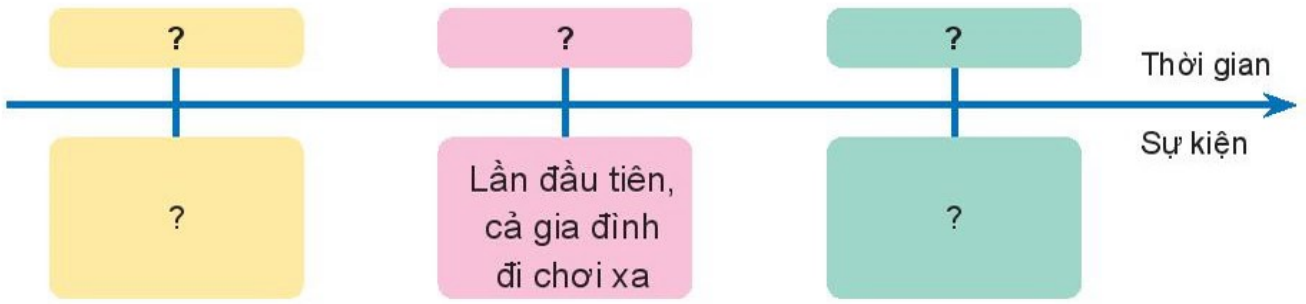 ?
?
?
Thời gian
Sự kiện
?
Lần đầu tiên,
cả gia đình
đi chơi xa
?